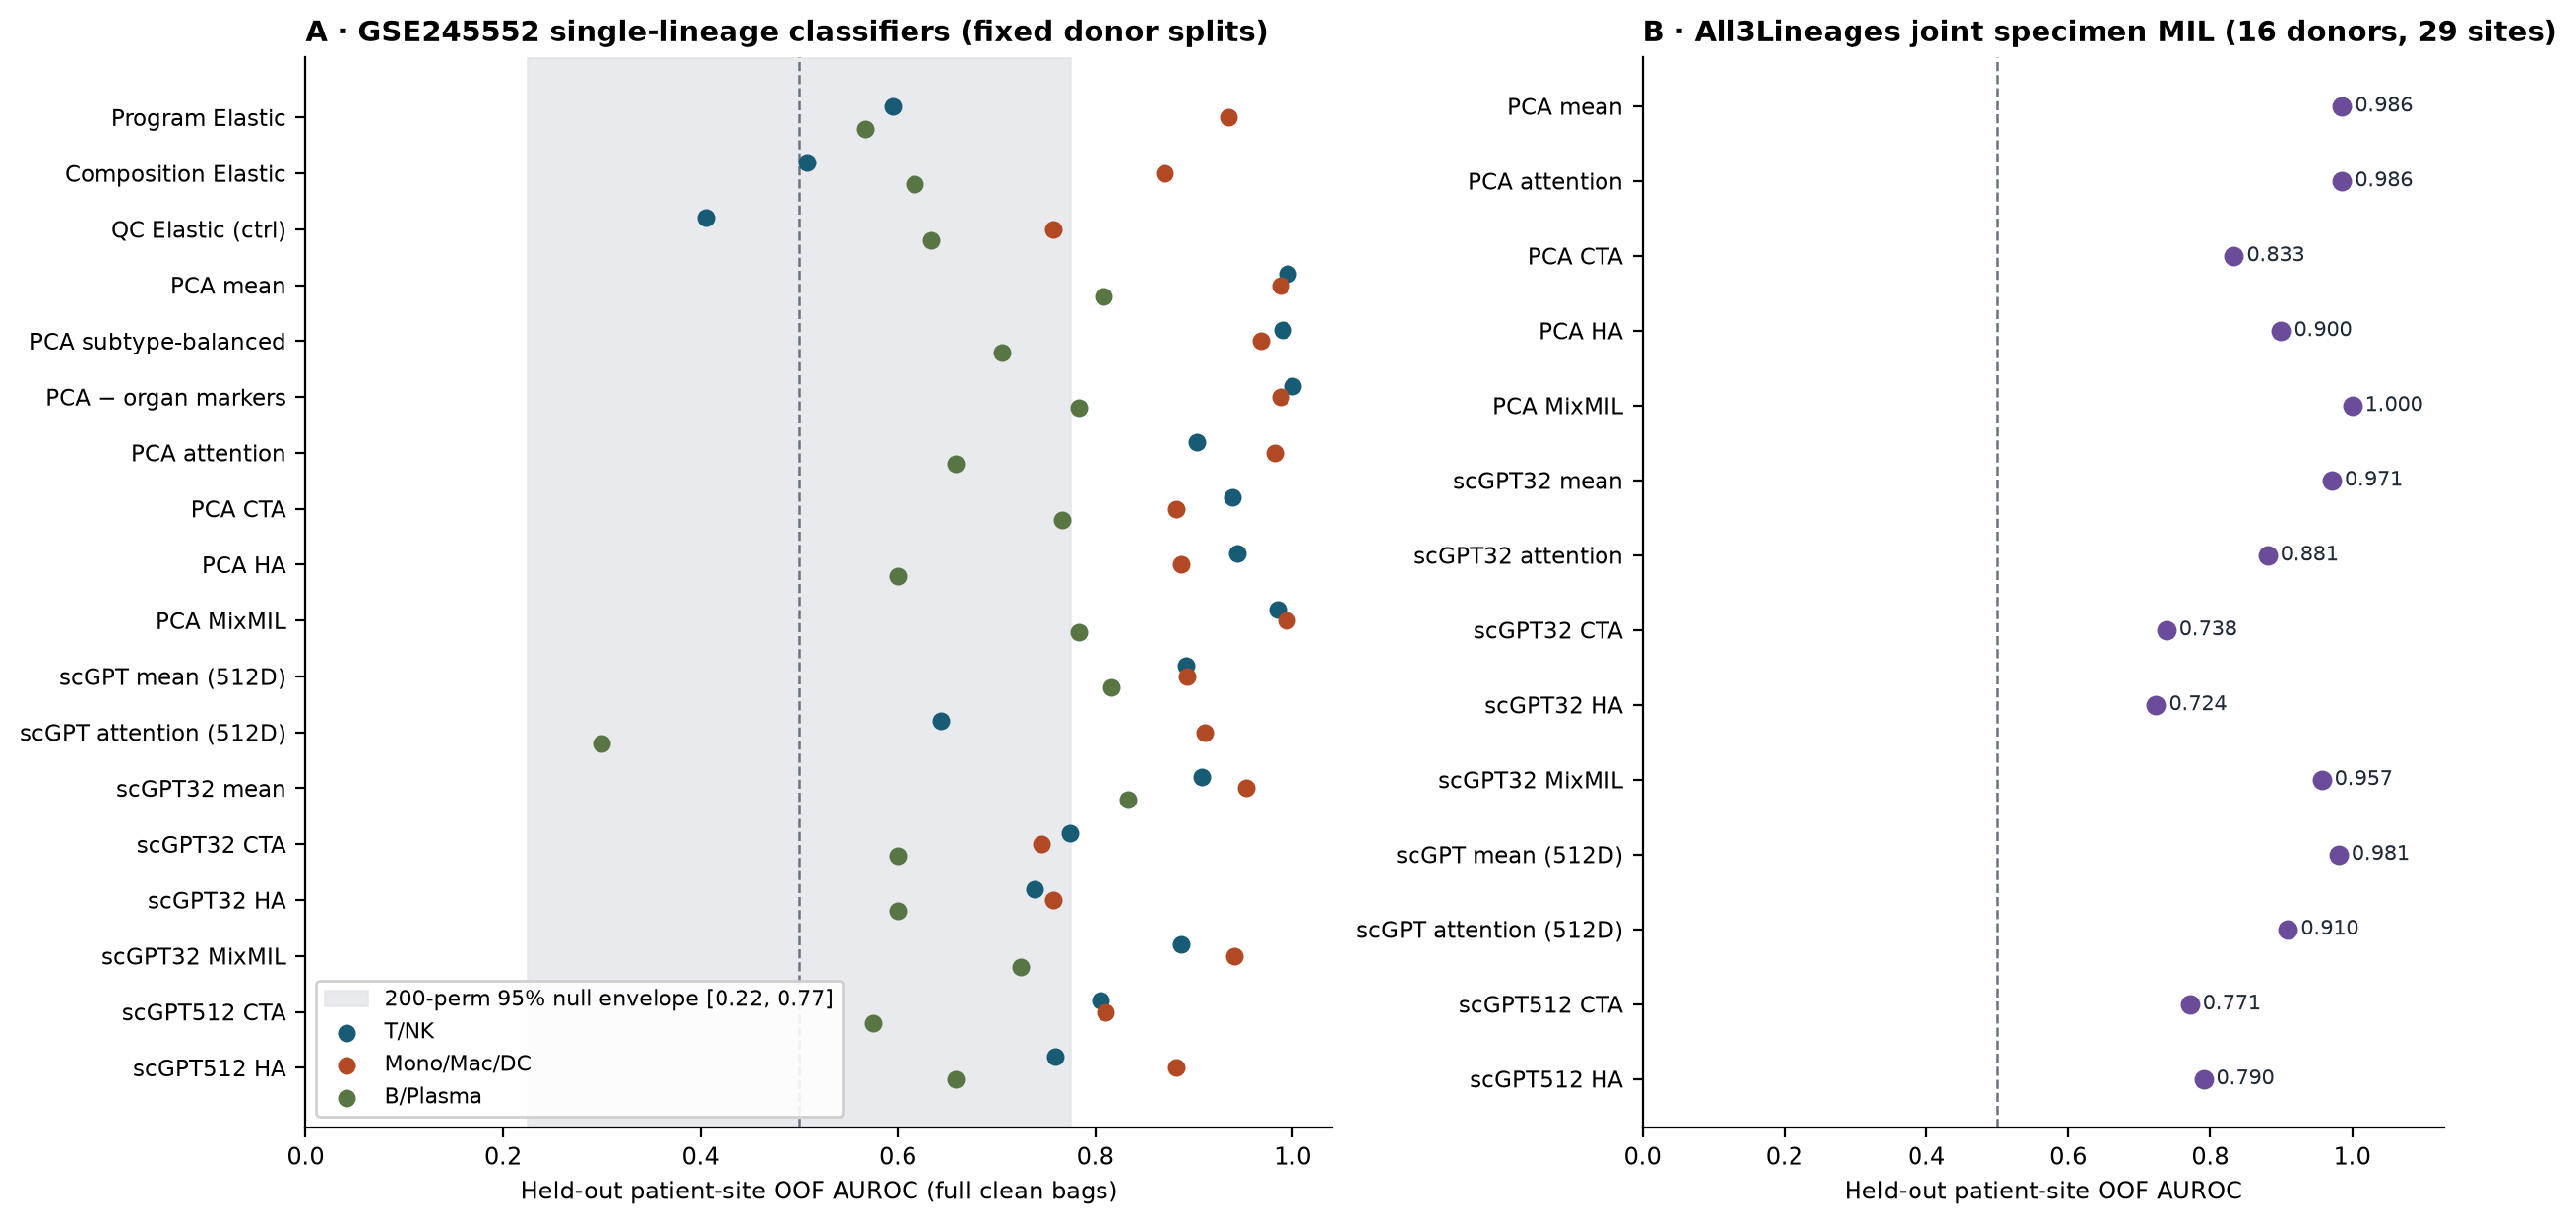 A · GSE245552 single-lineage classifiers (fixed donor splits)
Program Elastic
Composition Elastic
QC Elastic (ctrl)
PCA mean
PCA subtype-balanced
PCA − organ markers
PCA attention
PCA CTA
PCA HA
PCA MixMIL
scGPT mean (512D)
scGPT attention (512D)
scGPT32 mean
scGPT32 CTA
scGPT32 HA
scGPT32 MixMIL
scGPT512 CTA
scGPT512 HA
200-perm 95% null envelope [0.22, 0.77]
T/NK
Mono/Mac/DC
B/Plasma
0.0 0.2 0.4 0.6 0.8 1.0
Held-out patient-site OOF AUROC (full clean bags)
B · All3Lineages joint specimen MIL (16 donors, 29 sites)
PCA mean 0.986
PCA attention 0.986
PCA CTA 0.833
PCA HA 0.900
PCA MixMIL 1.000
scGPT32 mean 0.971
scGPT32 attention 0.881
scGPT32 CTA 0.738
scGPT32 HA 0.724
scGPT32 MixMIL 0.957
scGPT mean (512D) 0.981
scGPT attention (512D) 0.910
scGPT512 CTA 0.771
scGPT512 HA 0.790
0.0 0.2 0.4 0.6 0.8 1.0
Held-out patient-site OOF AUROC